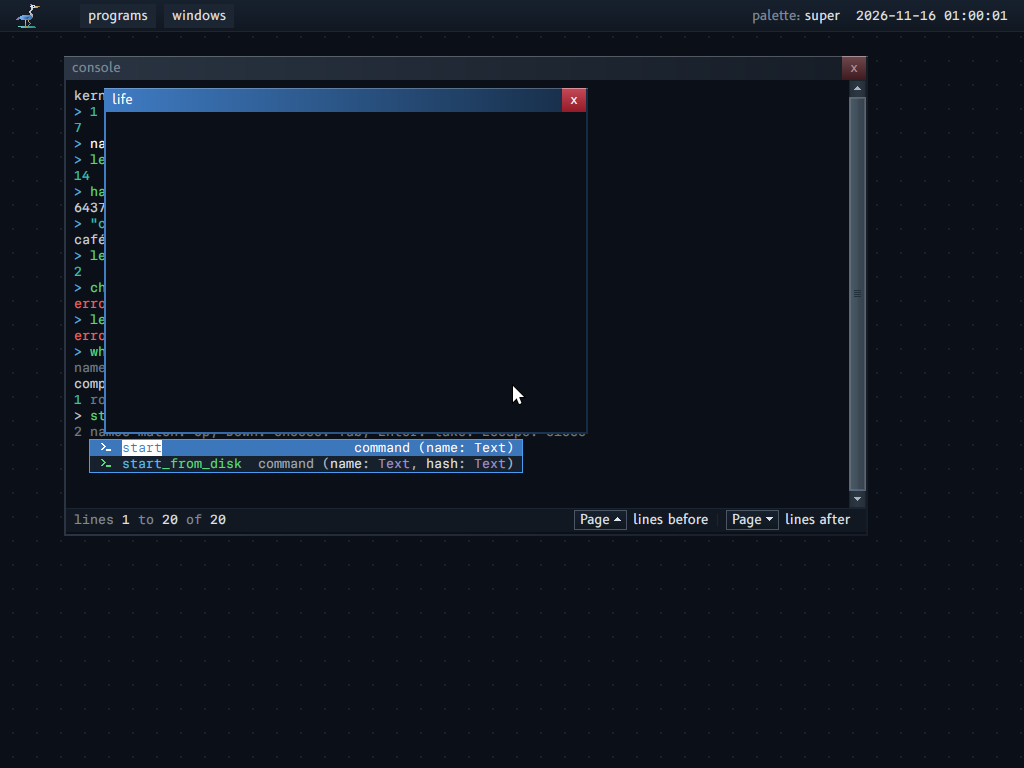 programs windows palette: super 2026-11-16 01:00:01
console x
kern
life x
> 1
7
> na
> le
14
> ha
6437
> "c
café
> le
2
> ch
erro
> le
erro
> wh
name
comp
1 ro
> st
start command (name: Text)
start_from_disk command (name: Text, hash: Text)
lines 1 to 20 of 20 Page lines before Page lines after